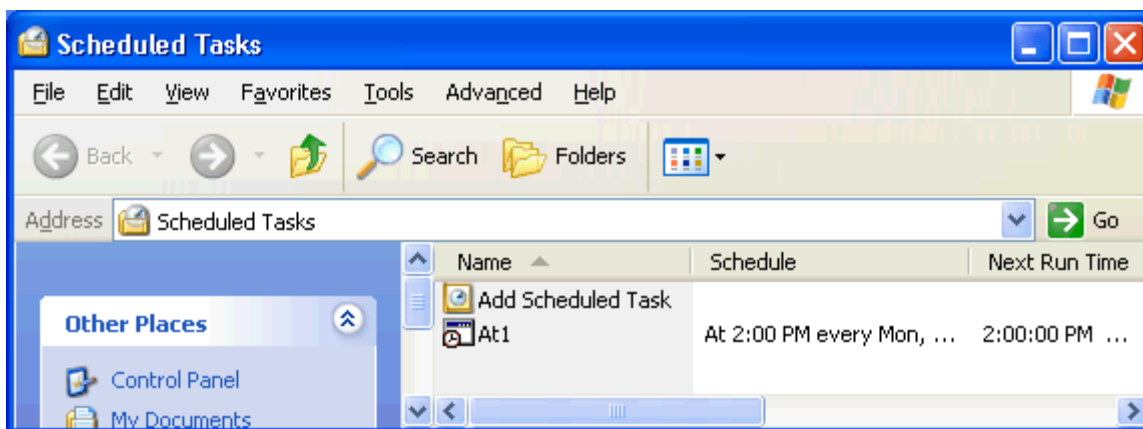 Scheduled Tasks
File Edit View Favorites Tools Advanced Help
Back Search Folders
Address Scheduled Tasks Go
Name Schedule Next Run Time
Other Places
Add Scheduled Task
At1 At 2:00 PM every Mon, ... 2:00:00 PM ...
Control Panel
My Documents